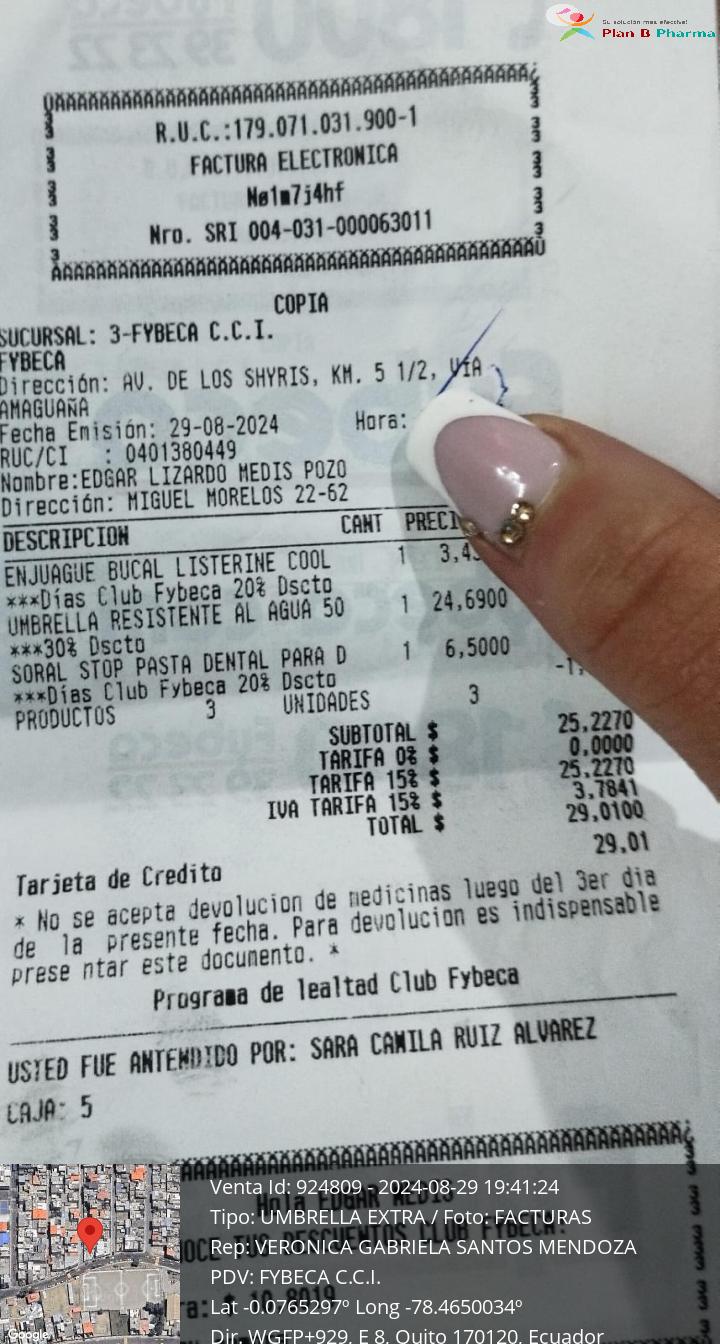 Su solución más efectiva!
Plan B Pharma
R.U.C.:179.071.031.900-1
FACTURA ELECTRONICA
Nø1m7j4hf
Nro. SRI 004-031-000063011
COPIA
SUCURSAL: 3-FYBECA C.C.I.
FYBECA
Dirección: AV. DE LOS SHYRIS, KM. 5 1/2, VÍA
AMAGUAÑA
Fecha Emisión: 29-08-2024 Hora:
RUC/CI : 0401380449
Nombre:EDGAR LIZARDO MEDIS POZO
Dirección: MIGUEL MORELOS 22-62
DESCRIPCION CANT PRECI
ENJUAGUE BUCAL LISTERINE COOL 1 3,4
***Días Club Fybeca 20% Dscto
UMBRELLA RESISTENTE AL AGUA 50 1 24,6900
***30% Dscto
SORAL STOP PASTA DENTAL PARA D 1 6,5000
***Días Club Fybeca 20% Dscto -1,
PRODUCTOS 3 UNIDADES 3
SUBTOTAL $ 25,2270
TARIFA 0% $ 0,0000
TARIFA 15% $ 25,2270
IVA TARIFA 15% $ 3,7841
TOTAL $ 29,0100
29,01
Tarjeta de Credito
* No se acepta devolucion de medicinas luego del 3er dia
de la presente fecha. Para devolucion es indispensable
prese ntar este documento. *
Programa de lealtad Club Fybeca
USTED FUE ANTENDIDO POR: SARA CAMILA RUIZ ALVAREZ
CAJA: 5
Venta Id: 924809 - 2024-08-29 19:41:24
Tipo: UMBRELLA EXTRA / Foto: FACTURAS
Rep: VERONICA GABRIELA SANTOS MENDOZA
PDV: FYBECA C.C.I.
Lat -0.0765297º Long -78.4650034º
Dir. WGFP+929, E 8, Quito 170120, Ecuador
Google